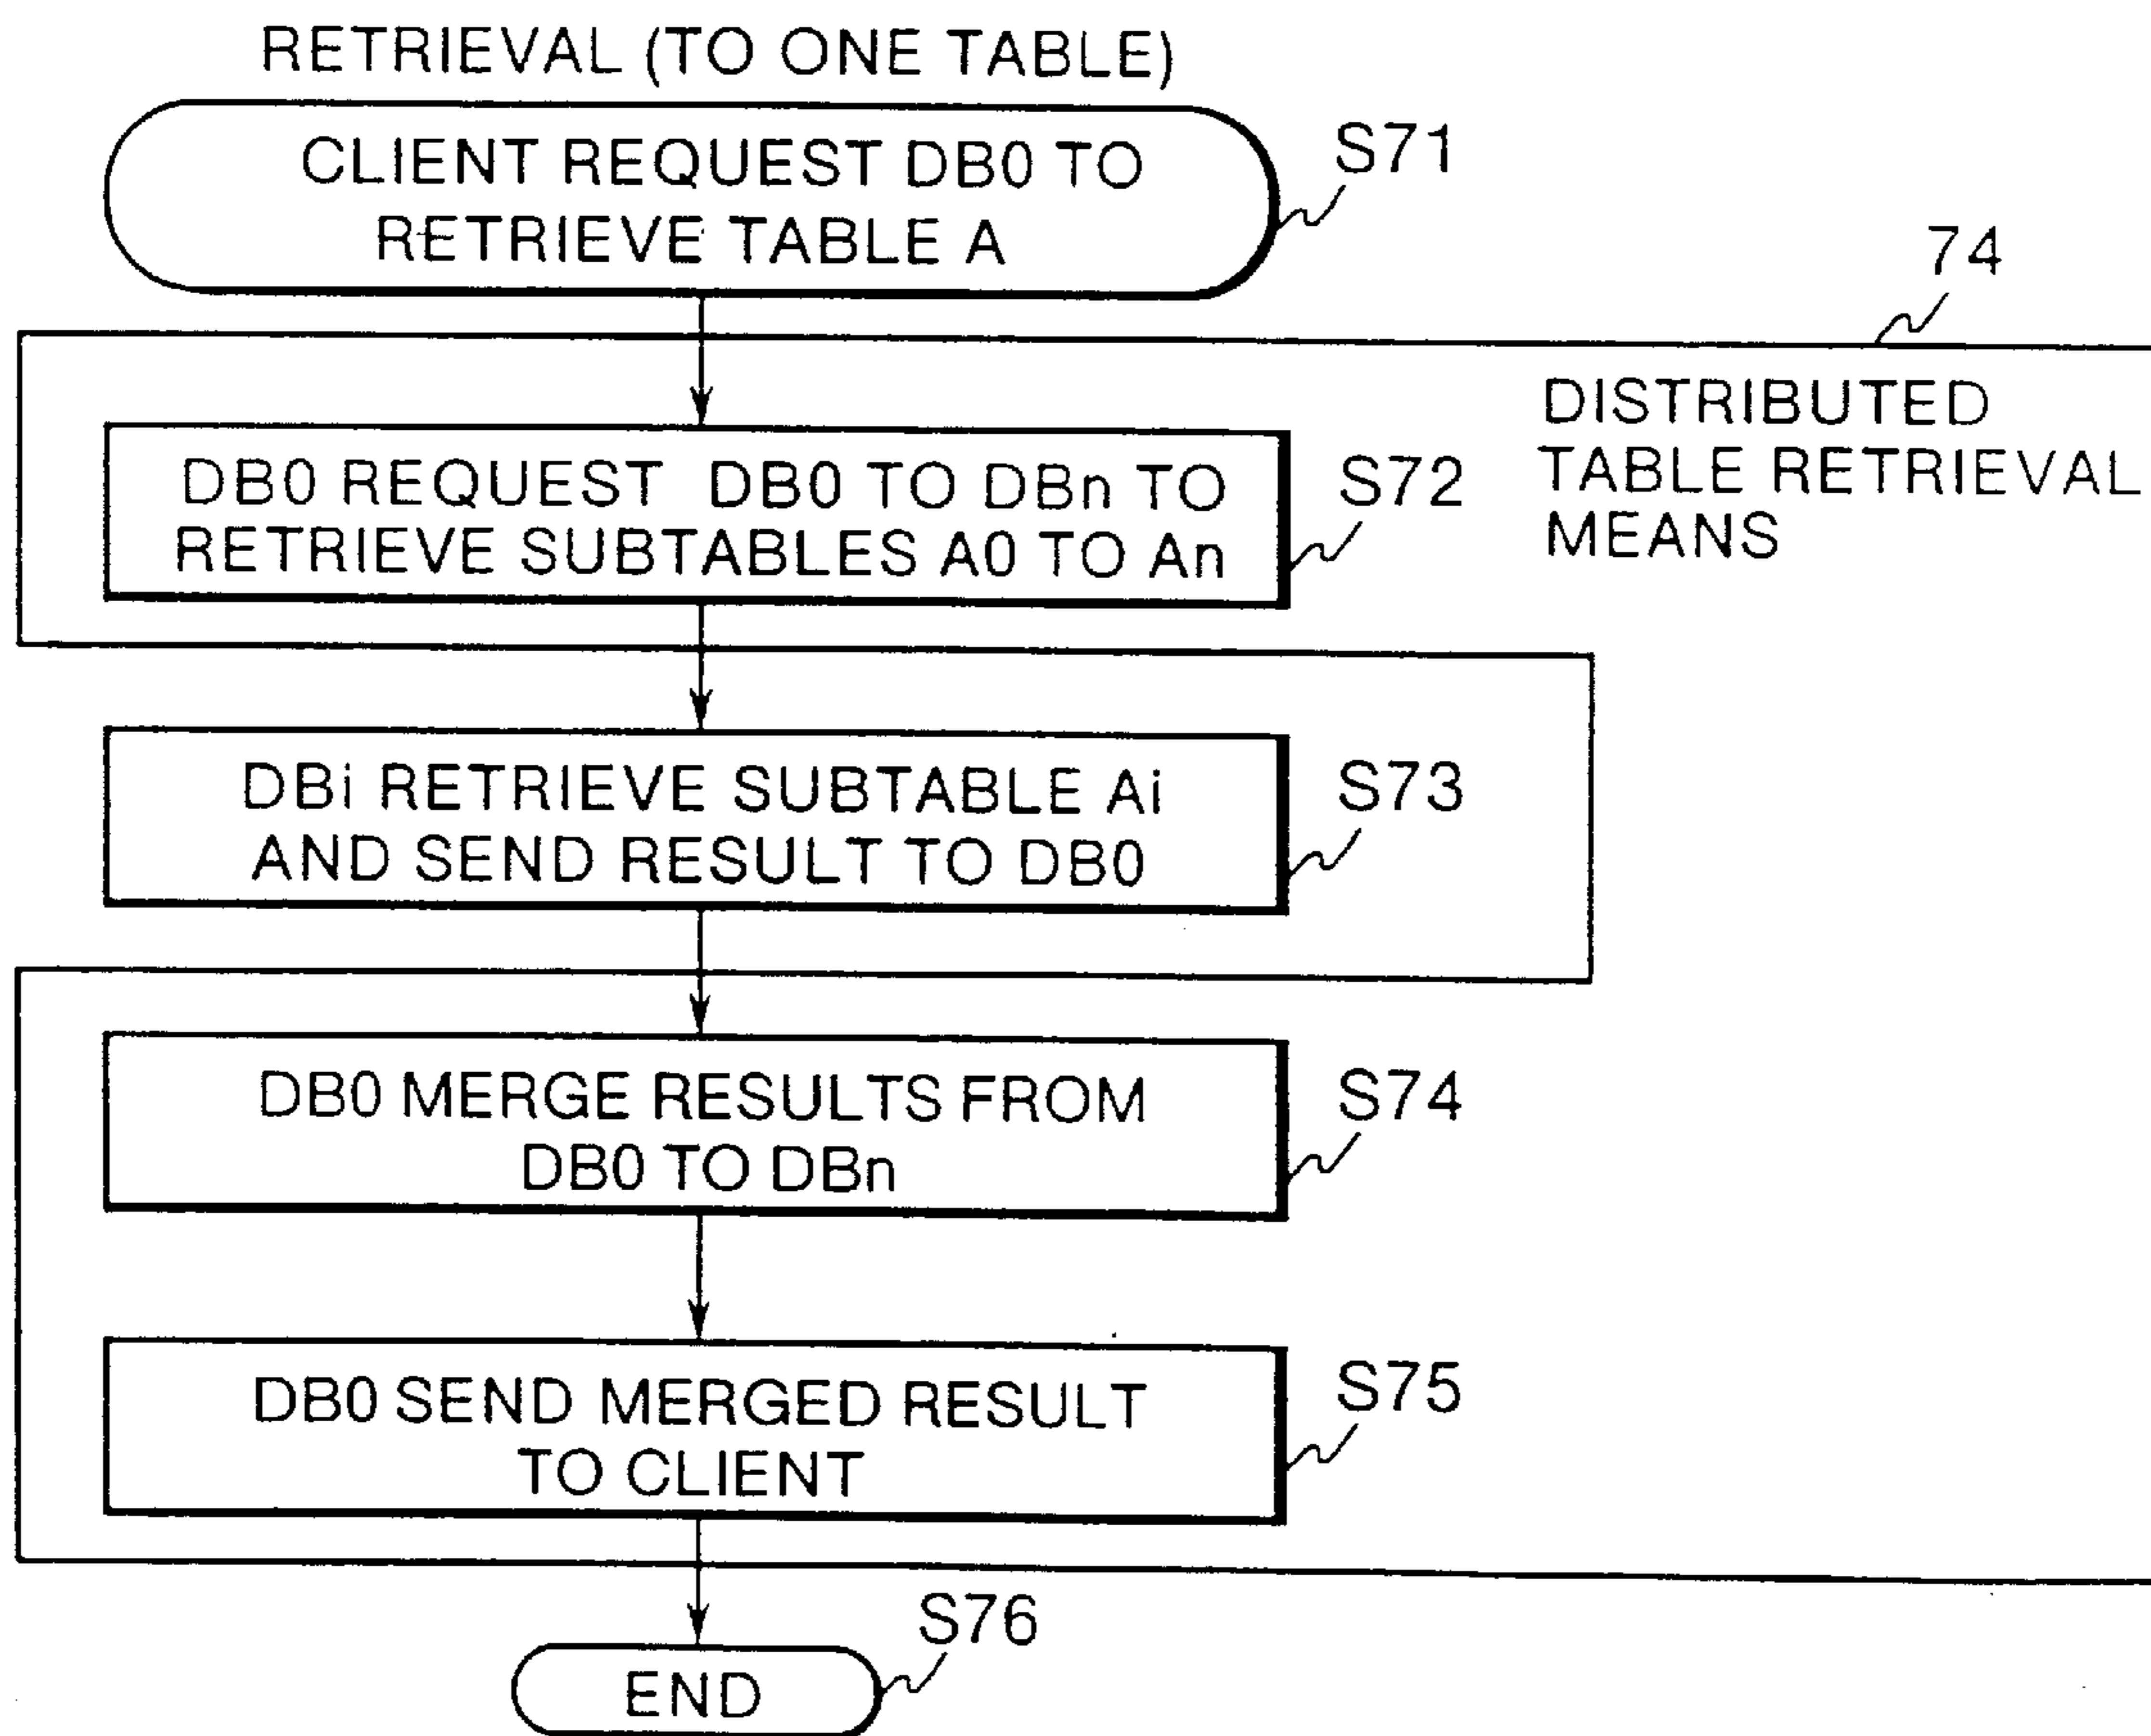 RETRIEVAL (TO ONE TABLE)
CLIENT REQUEST DB0 TO
RETRIEVE TABLE A
S71
74
DISTRIBUTED
TABLE RETRIEVAL
MEANS
DB0 REQUEST DB0 TO DBn TO
RETRIEVE SUBTABLES A0 TO An
S72
DBi RETRIEVE SUBTABLE Ai
AND SEND RESULT TO DB0
S73
DB0 MERGE RESULTS FROM
DB0 TO DBn
S74
DB0 SEND MERGED RESULT
TO CLIENT
S75
S76
END